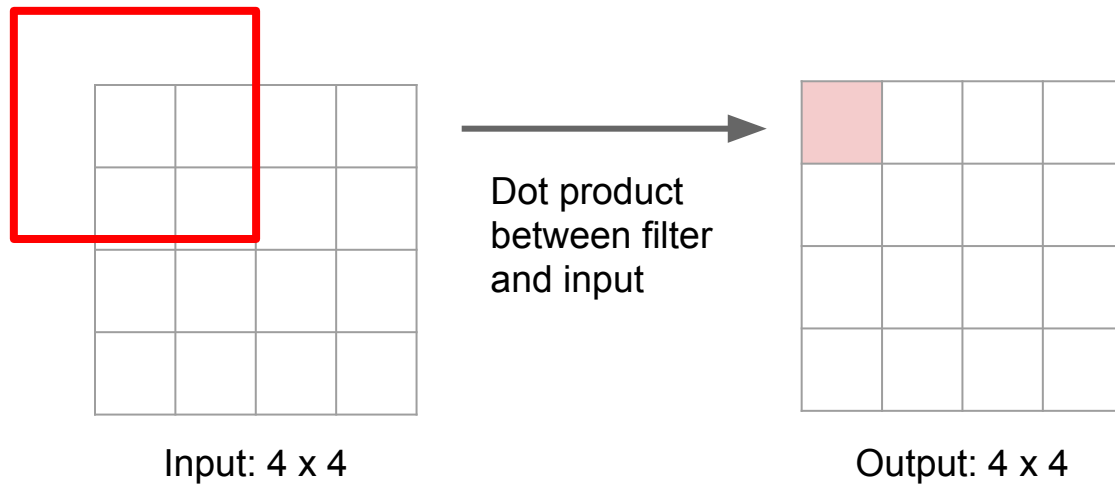 Dot product
between filter
and input
Input: 4 x 4
Output: 4 x 4